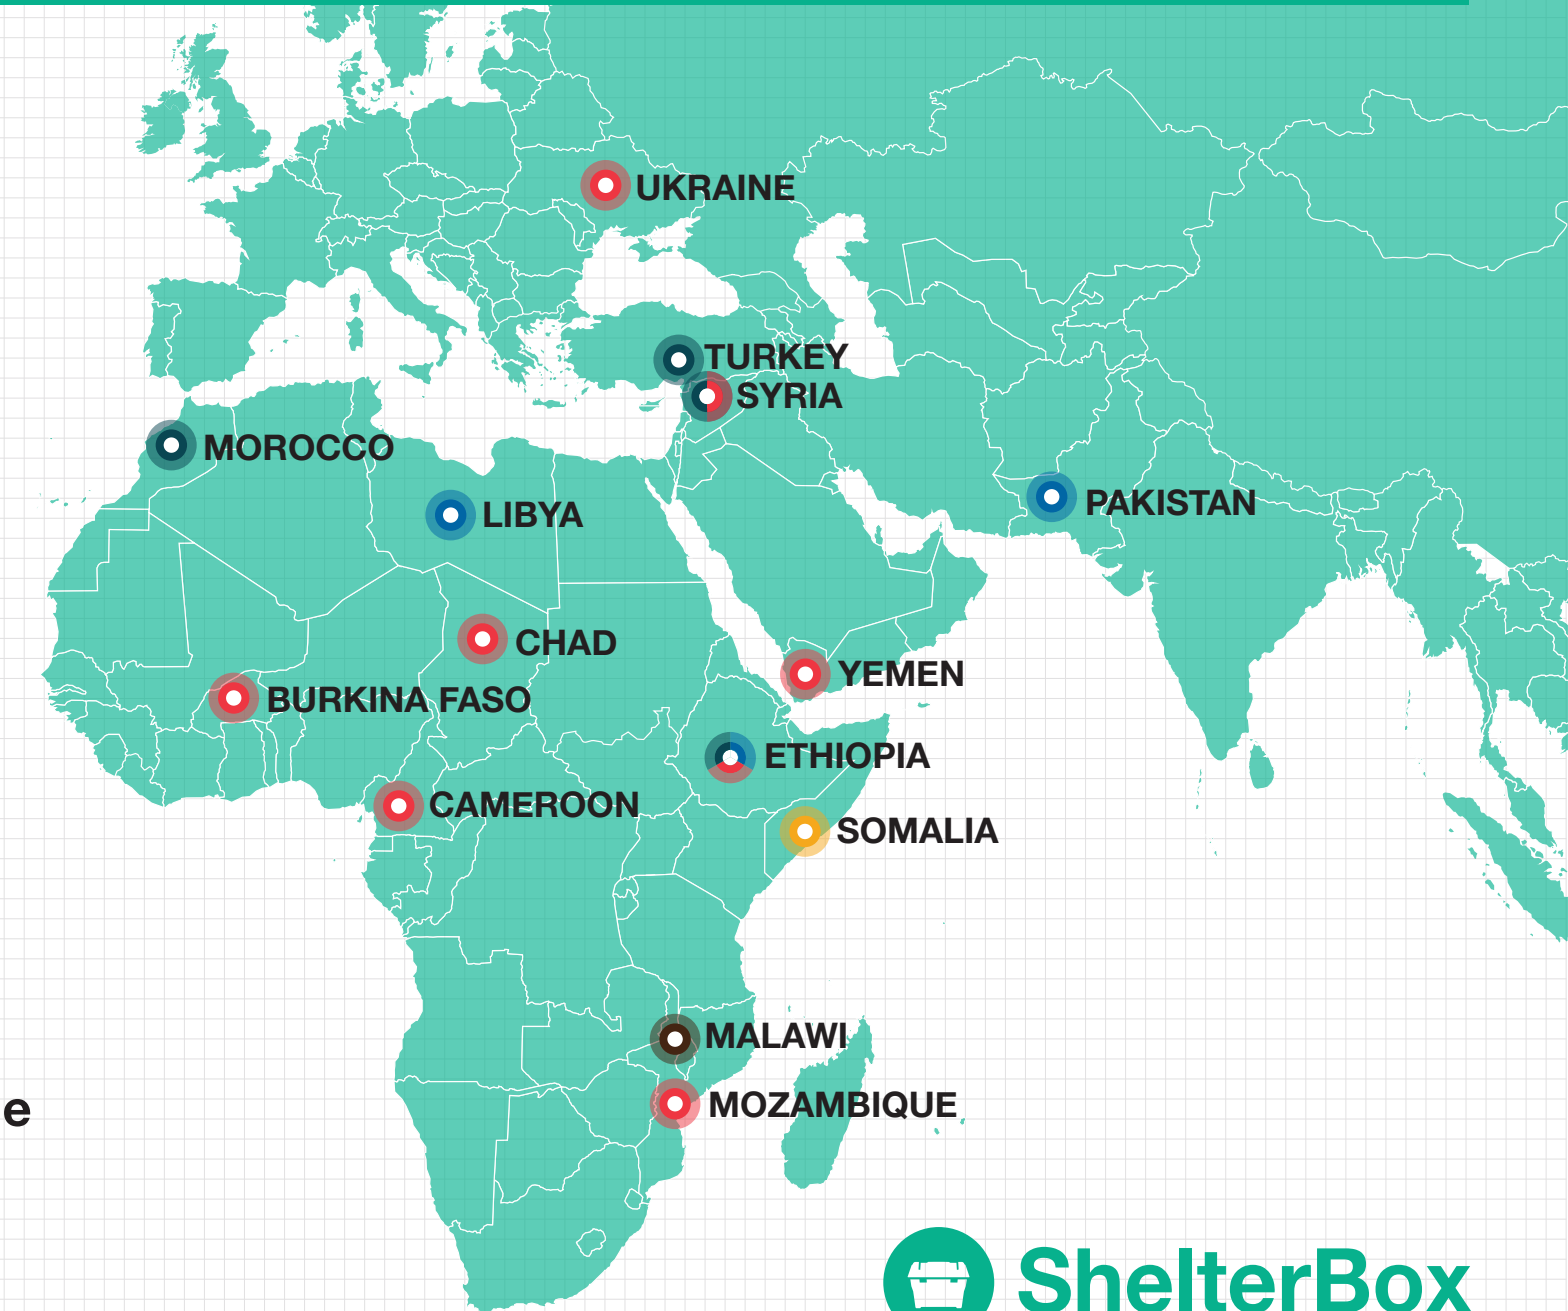 UKRAINE
TURKEY
SYRIA
MOROCCO
LIBYA
PAKISTAN
CHAD
YEMEN
BURKINA FASO
ETHIOPIA
CAMEROON
SOMALIA
MALAWI
MOZAMBIQUE
e
ShelterBox